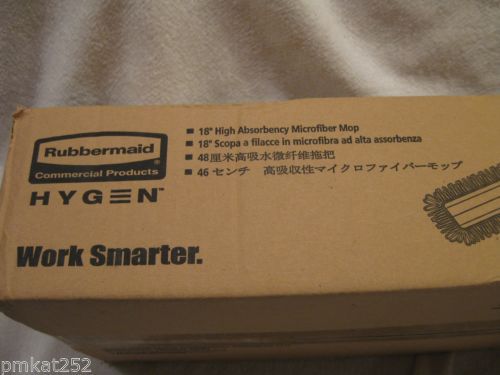 18" High Absorbency Microfiber Mop
18" Scopa a filacce in microfibra ad alta assorbenza
48厘米高吸水微纤维拖把
46 センチ 高吸収性マイクロファイバーモップ
Rubbermaid
Commercial Products
HYGEN™
Work Smarter.
pmkat252